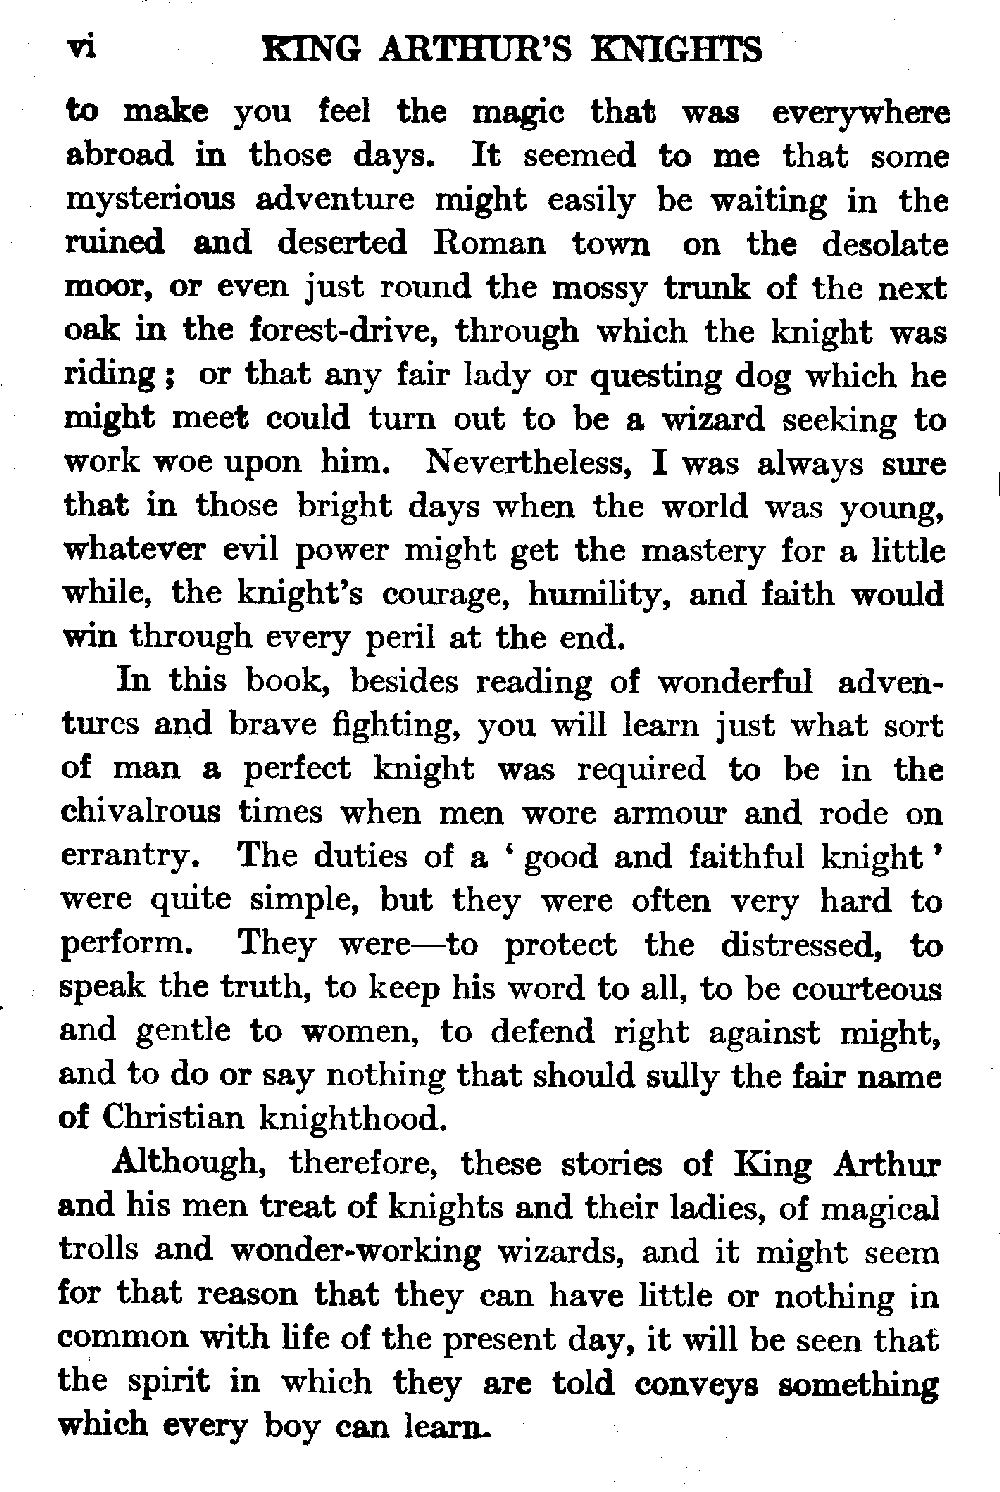 vi KING ARTHUR'S KNIGHTS
to make you feel the magic that was everywhere
abroad in those days. It seemed to me that some
mysterious adventure might easily be waiting in the
ruined and deserted Roman town on the desolate
moor, or even just round the mossy trunk of the next
oak in the forest-drive, through which the knight was
riding ; or that any fair lady or questing dog which he
might meet could turn out to be a wizard seeking to
work woe upon him. Nevertheless, I was always sure
that in those bright days when the world was young,
whatever evil power might get the mastery for a little
while, the knight's courage, humility, and faith would
win through every peril at the end.
In this book, besides reading of wonderful adven-
tures and brave fighting, you will learn just what sort
of man a perfect knight was required to be in the
chivalrous times when men wore armour and rode on
errantry. The duties of a ‘ good and faithful knight ’
were quite simple, but they were often very hard to
perform. They were—to protect the distressed, to
speak the truth, to keep his word to all, to be courteous
and gentle to women, to defend right against might,
and to do or say nothing that should sully the fair name
of Christian knighthood.
Although, therefore, these stories of King Arthur
and his men treat of knights and their ladies, of magical
trolls and wonder-working wizards, and it might seem
for that reason that they can have little or nothing in
common with life of the present day, it will be seen that
the spirit in which they are told conveys something
which every boy can learn.